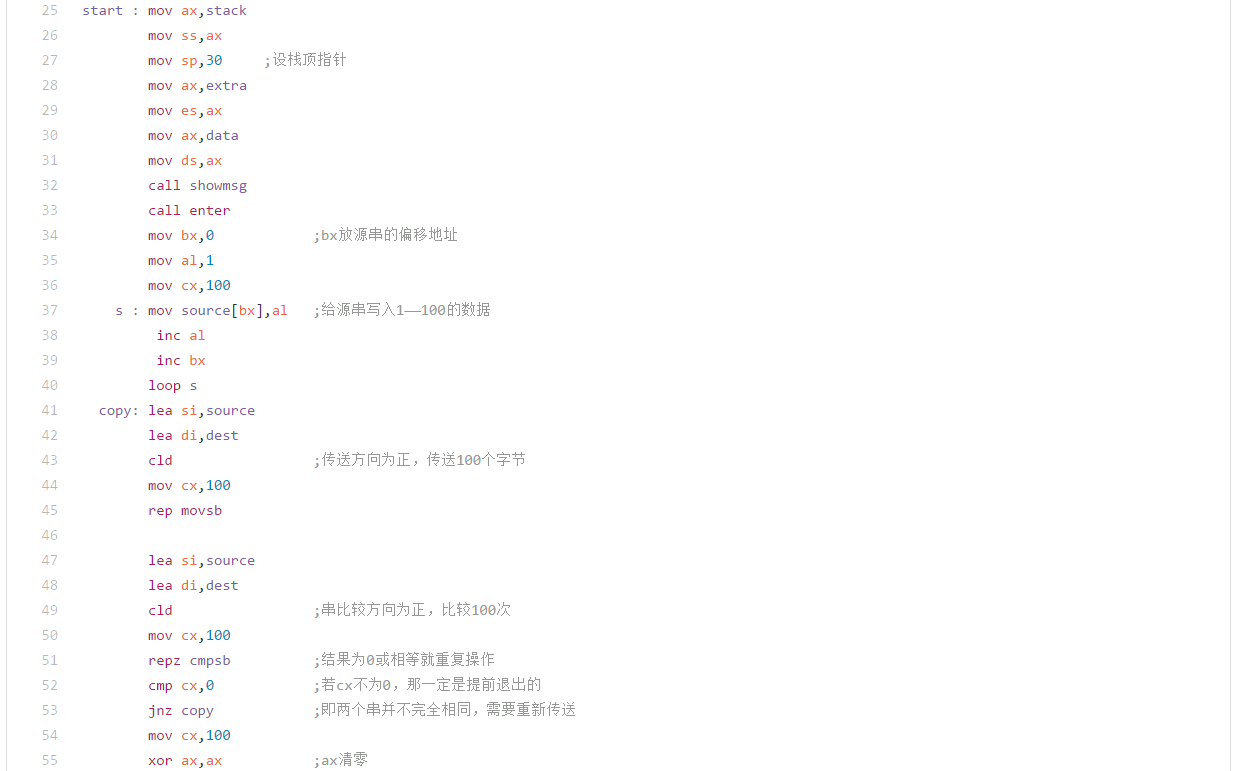 25 start : mov ax,stack
26 mov ss,ax
27 mov sp,30 ;设栈顶指针
28 mov ax,extra
29 mov es,ax
30 mov ax,data
31 mov ds,ax
32 call showmsg
33 call enter
34 mov bx,0 ;bx放源串的偏移地址
35 mov al,1
36 mov cx,100
37 s : mov source[bx],al ;给源串写入1——100的数据
38 inc al
39 inc bx
40 loop s
41 copy: lea si,source
42 lea di,dest
43 cld ;传送方向为正，传送100个字节
44 mov cx,100
45 rep movsb
46
47 lea si,source
48 lea di,dest
49 cld ;串比较方向为正，比较100次
50 mov cx,100
51 repz cmpsb ;结果为0或相等就重复操作
52 cmp cx,0 ;若cx不为0，那一定是提前退出的
53 jnz copy ;即两个串并不完全相同，需要重新传送
54 mov cx,100
55 xor ax,ax ;ax清零